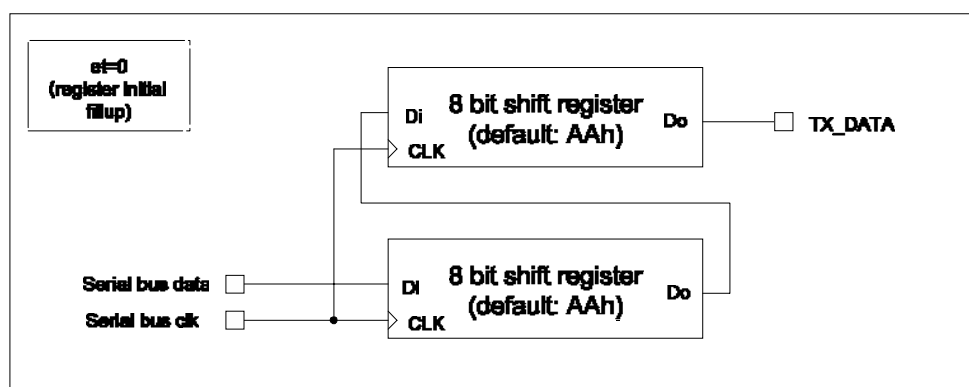 et=0
(register initial
fillup)
8 bit shift register
(default: AAh)
Di
Do
CLK
TX_DATA
8 bit shift register
(default: AAh)
Serial bus data
DI
Do
Serial bus clk
CLK